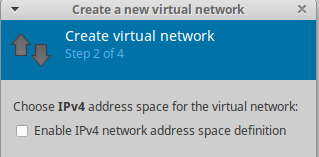 Create a new virtual network
Create virtual network
Step 2 of 4
Choose IPv4 address space for the virtual network:
Enable IPv4 network address space definition